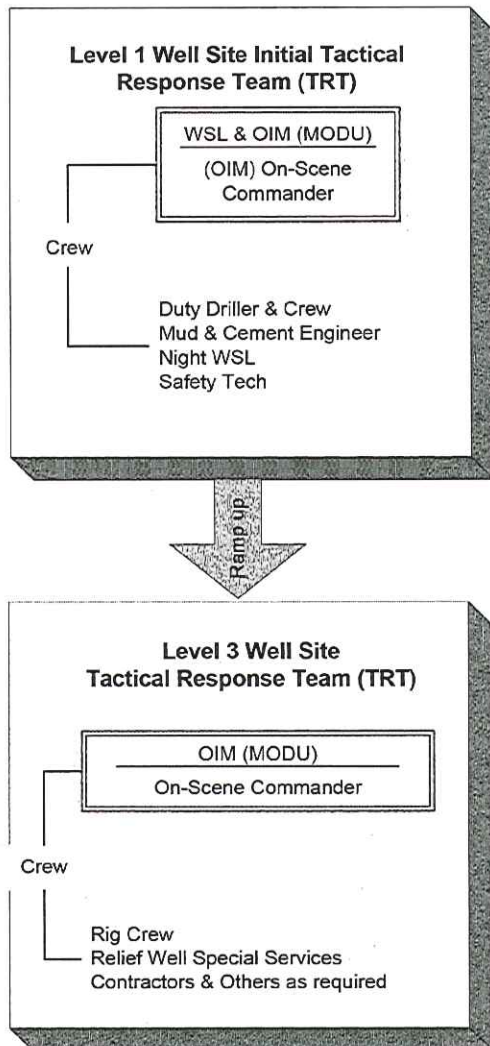 Level 1 Well Site Initial Tactical
Response Team (TRT)
WSL & OIM (MODU)
(OIM) On-Scene
Commander
Crew
Duty Driller & Crew
Mud & Cement Engineer
Night WSL
Safety Tech
Ramp up
Level 3 Well Site
Tactical Response Team (TRT)
OIM (MODU)
On-Scene Commander
Crew
Rig Crew
Relief Well Special Services
Contractors & Others as required